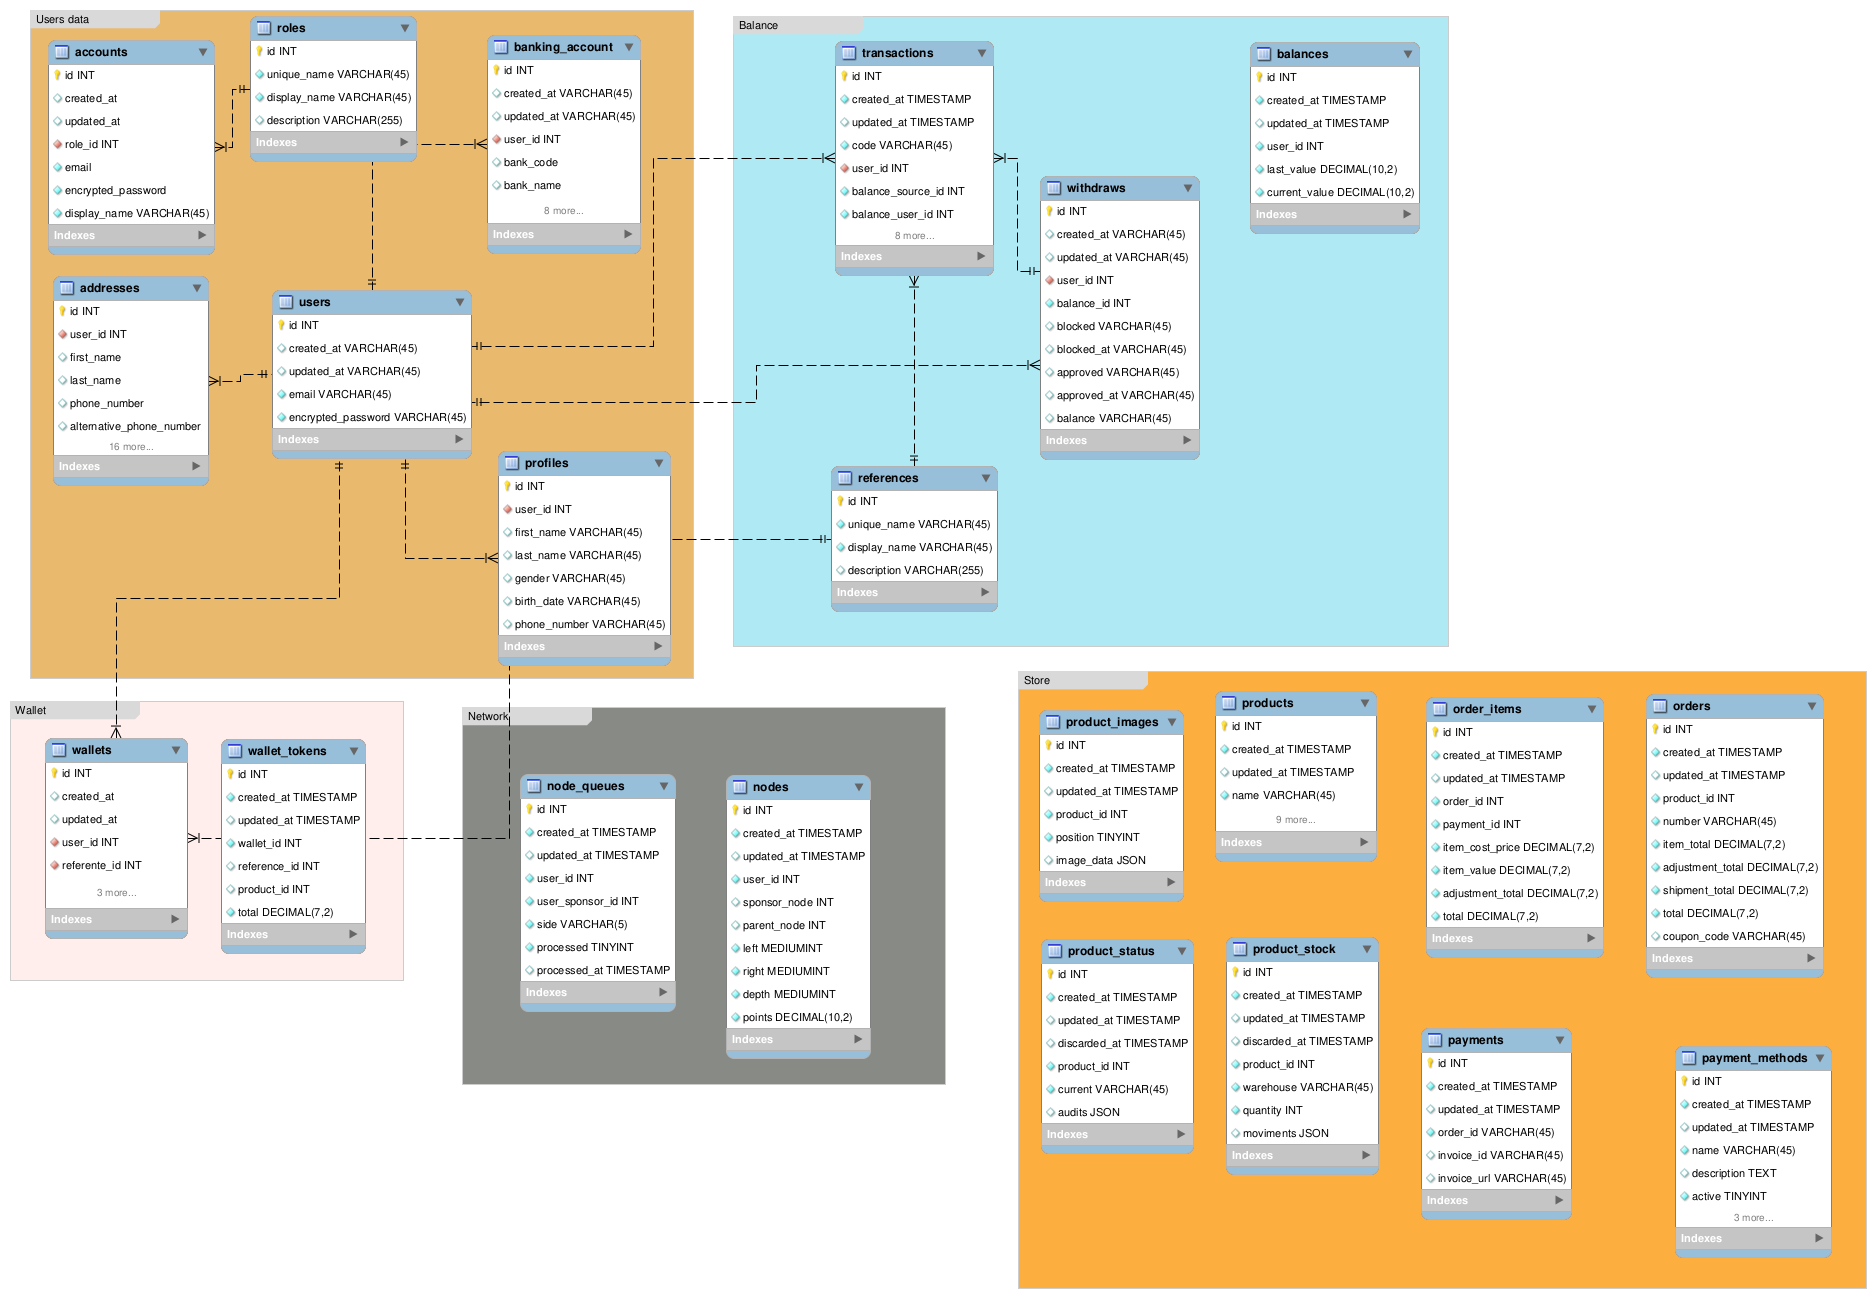 Users data
accounts
id INT
created_at
updated_at
role_id INT
email
encrypted_password
display_name VARCHAR(45)
Indexes
roles
id INT
unique_name VARCHAR(45)
display_name VARCHAR(45)
description VARCHAR(255)
Indexes
banking_account
id INT
created_at VARCHAR(45)
updated_at VARCHAR(45)
user_id INT
bank_code
bank_name
8 more...
Indexes
addresses
id INT
user_id INT
first_name
last_name
phone_number
alternative_phone_number
16 more...
Indexes
users
id INT
created_at VARCHAR(45)
updated_at VARCHAR(45)
email VARCHAR(45)
encrypted_password VARCHAR(45)
Indexes
profiles
id INT
user_id INT
first_name VARCHAR(45)
last_name VARCHAR(45)
gender VARCHAR(45)
birth_date VARCHAR(45)
phone_number VARCHAR(45)
Indexes
Balance
transactions
id INT
created_at TIMESTAMP
updated_at TIMESTAMP
code VARCHAR(45)
user_id INT
balance_source_id INT
balance_user_id INT
8 more...
Indexes
withdraws
id INT
created_at VARCHAR(45)
updated_at VARCHAR(45)
user_id INT
balance_id INT
blocked VARCHAR(45)
blocked_at VARCHAR(45)
approved VARCHAR(45)
approved_at VARCHAR(45)
balance VARCHAR(45)
Indexes
balances
id INT
created_at TIMESTAMP
updated_at TIMESTAMP
user_id INT
last_value DECIMAL(10,2)
current_value DECIMAL(10,2)
Indexes
references
id INT
unique_name VARCHAR(45)
display_name VARCHAR(45)
description VARCHAR(255)
Indexes
Wallet
wallets
id INT
created_at
updated_at
user_id INT
referente_id INT
3 more...
Indexes
wallet_tokens
id INT
created_at TIMESTAMP
updated_at TIMESTAMP
wallet_id INT
reference_id INT
product_id INT
total DECIMAL(7,2)
Indexes
Network
node_queues
id INT
created_at TIMESTAMP
updated_at TIMESTAMP
user_id INT
user_sponsor_id INT
side VARCHAR(5)
processed TINYINT
processed_at TIMESTAMP
Indexes
nodes
id INT
created_at TIMESTAMP
updated_at TIMESTAMP
user_id INT
sponsor_node INT
parent_node INT
left MEDIUMINT
right MEDIUMINT
depth MEDIUMINT
points DECIMAL(10,2)
Indexes
Store
product_images
id INT
created_at TIMESTAMP
updated_at TIMESTAMP
product_id INT
position TINYINT
image_data JSON
Indexes
products
id INT
created_at TIMESTAMP
updated_at TIMESTAMP
name VARCHAR(45)
9 more...
Indexes
order_items
id INT
created_at TIMESTAMP
updated_at TIMESTAMP
order_id INT
payment_id INT
item_cost_price DECIMAL(7,2)
item_value DECIMAL(7,2)
adjustment_total DECIMAL(7,2)
total DECIMAL(7,2)
Indexes
orders
id INT
created_at TIMESTAMP
updated_at TIMESTAMP
product_id INT
number VARCHAR(45)
item_total DECIMAL(7,2)
adjustment_total DECIMAL(7,2)
shipment_total DECIMAL(7,2)
total DECIMAL(7,2)
coupon_code VARCHAR(45)
Indexes
product_status
id INT
created_at TIMESTAMP
updated_at TIMESTAMP
discarded_at TIMESTAMP
product_id INT
current VARCHAR(45)
audits JSON
Indexes
product_stock
id INT
created_at TIMESTAMP
updated_at TIMESTAMP
discarded_at TIMESTAMP
product_id INT
warehouse VARCHAR(45)
quantity INT
moviments JSON
Indexes
payments
id INT
created_at TIMESTAMP
updated_at TIMESTAMP
order_id VARCHAR(45)
invoice_id VARCHAR(45)
invoice_url VARCHAR(45)
Indexes
payment_methods
id INT
created_at TIMESTAMP
updated_at TIMESTAMP
name VARCHAR(45)
description TEXT
active TINYINT
3 more...
Indexes